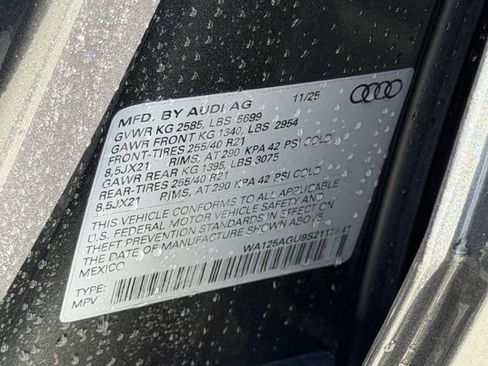 MFD. BY AUDI AG 11/25
GVWR KG 2585, LBS 5699
GAWR FRONT KG 1340, LBS 2954
FRONT-TIRES 255/40 R21
8,5JX21 RIMS, AT 290 KPA 42 PSI COLD
GAWR REAR KG 1395, LBS 3075
REAR-TIRES 255/40 R21
8,5JX21 RIMS, AT 290 KPA 42 PSI COLD
THIS VEHICLE CONFORMS TO ALL APPLICABLE
U.S. FEDERAL MOTOR VEHICLE SAFETY AND
THEFT PREVENTION STANDARDS IN EFFECT ON
THE DATE OF MANUFACTURE SHOWN ABOVE.
MEXICO
TYPE:
MPV